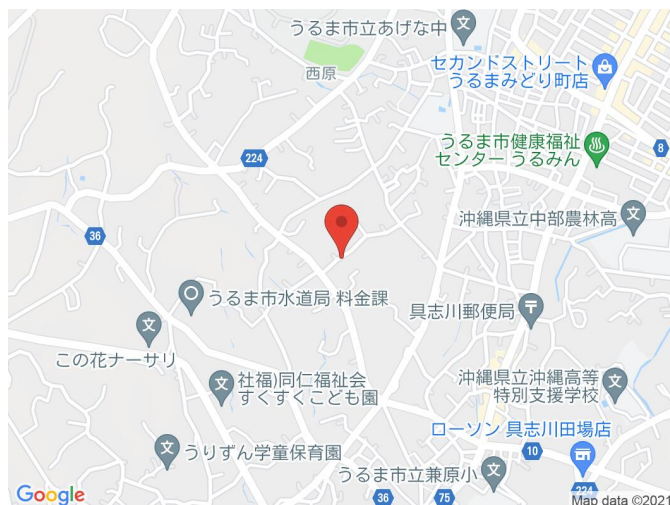 うるま市立あげな中
西原
セカンドストリート
うるまみどり町店
224
うるま市健康福祉
センター うるみん
8
36
沖縄県立中部農林高
うるま市水道局 料金課
具志川郵便局
この花ナーサリ
社福)同仁福祉会
すくすくこども園
沖縄県立沖縄高等
特別支援学校
うりずん学童保育園
10
ローソン 具志川田場店
うるま市立兼原小
36
75
224
Google
Map data ©2021